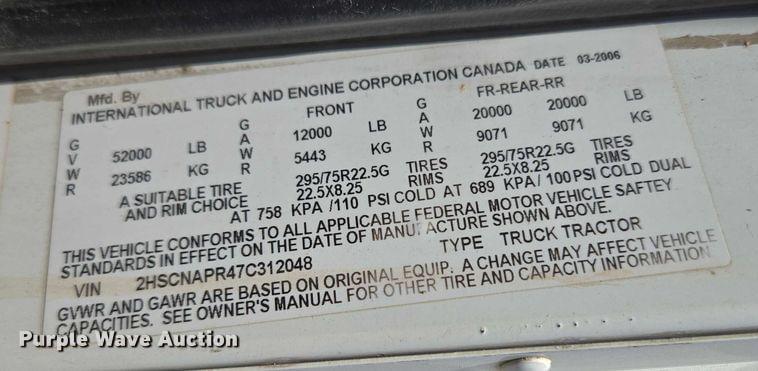 Mfd. By
INTERNATIONAL TRUCK AND ENGINE CORPORATION CANADA DATE 03-2006
G G FRONT G FR-REAR-RR
V 52000 LB A 12000 LB A 20000 20000 LB
W 23586 KG W 5443 KG W 9071 9071 KG
R R 295/75R22.5G TIRES R 295/75R22.5G TIRES
A SUITABLE TIRE 22.5X8.25 RIMS 22.5X8.25 RIMS
AND RIM CHOICE AT 758 KPA /110 PSI COLD AT 689 KPA/ 100 PSI COLD DUAL
THIS VEHICLE CONFORMS TO ALL APPLICABLE FEDERAL MOTOR VEHICLE SAFTEY
STANDARDS IN EFFECT ON THE DATE OF MANUFACTURE SHOWN ABOVE.
VIN 2HSCNAPR47C312048 TYPE TRUCK TRACTOR
GVWR AND GAWR ARE BASED ON ORIGINAL EQUIP. A CHANGE MAY AFFECT VEHICLE
CAPACITIES. SEE OWNER'S MANUAL FOR OTHER TIRE AND CAPACITY INFORMATION.
Purple Wave Auction